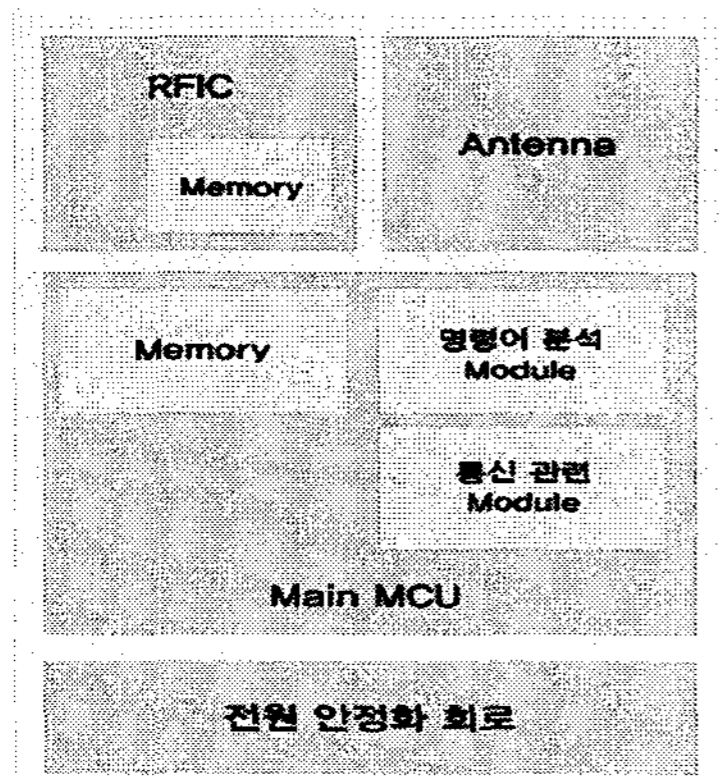 RFIC
Memory
Antenna
Memory
명령어 분석
Module
통신 관련
Module
Main MCU
전원 안정화 회로